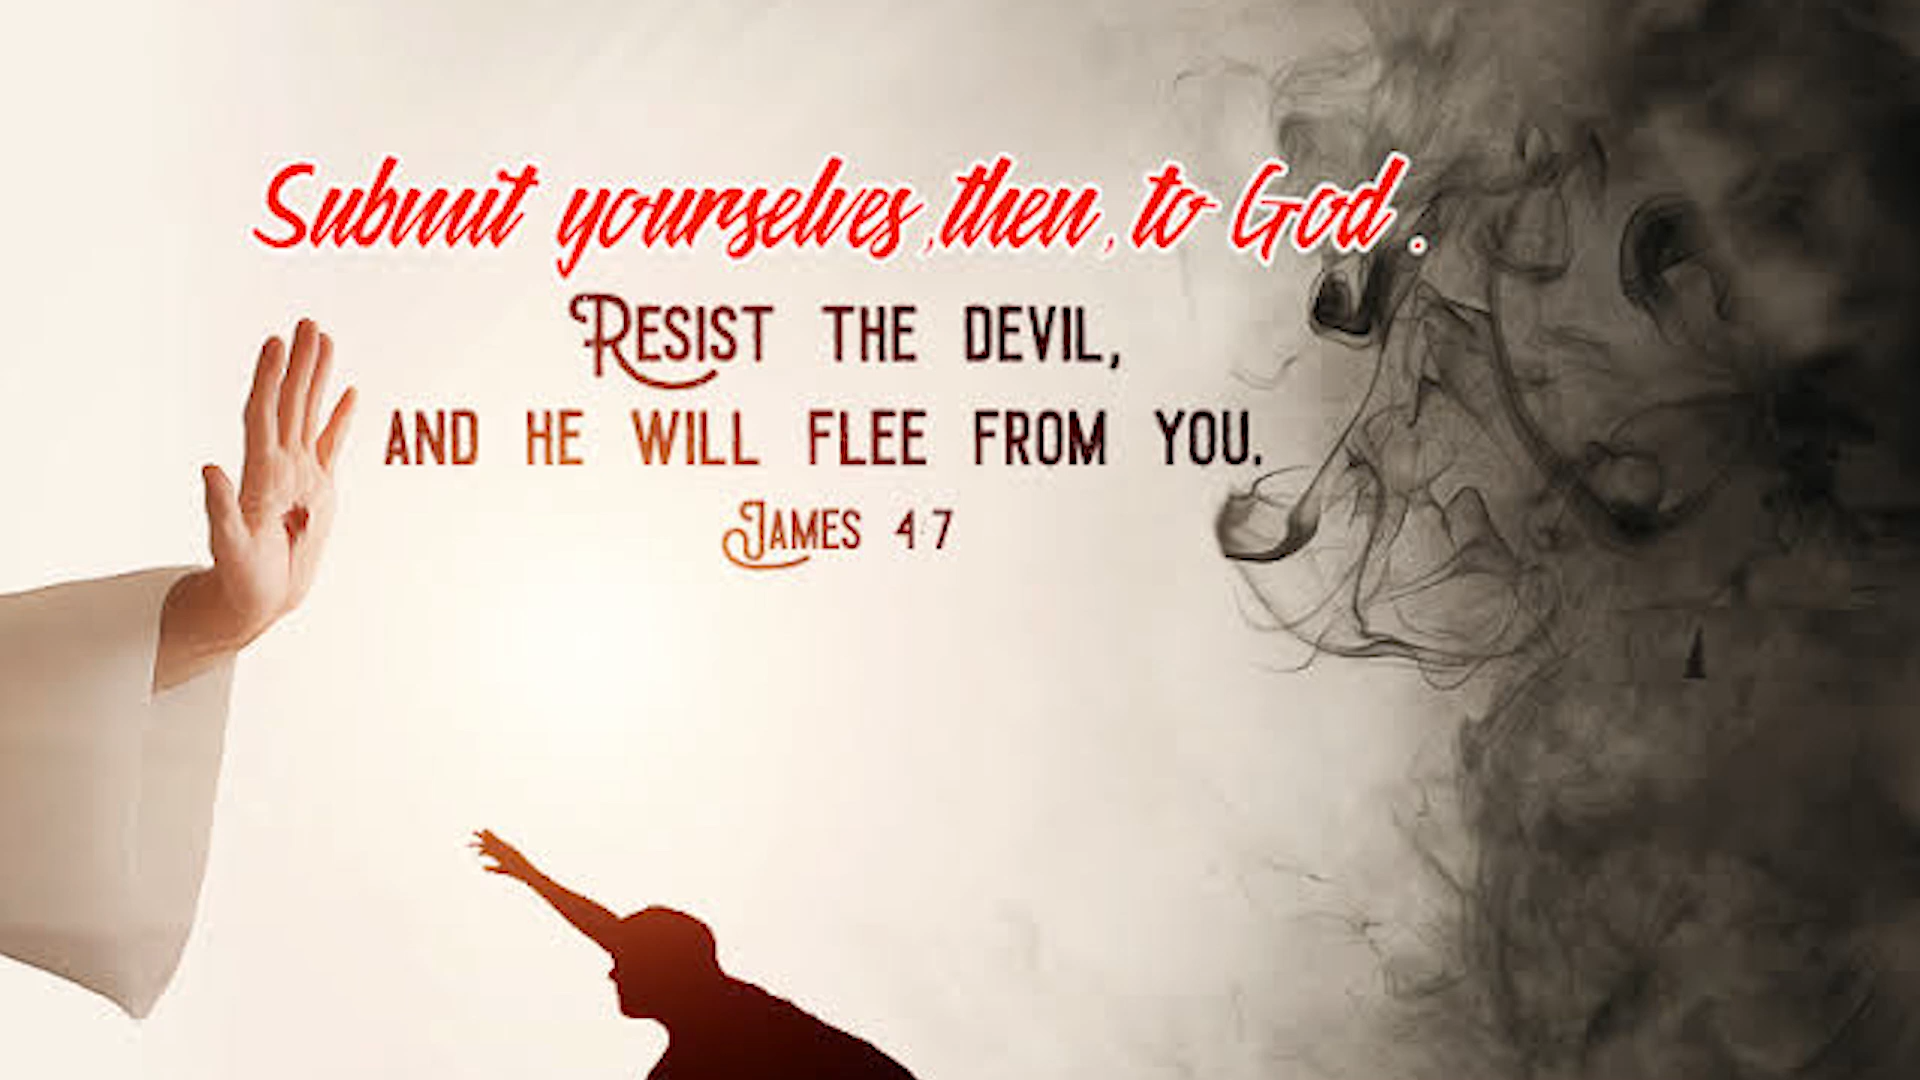 Submit yourselves, then, to God.
RESIST THE DEVIL,
AND HE WILL FLEE FROM YOU.
JAMES 4:7